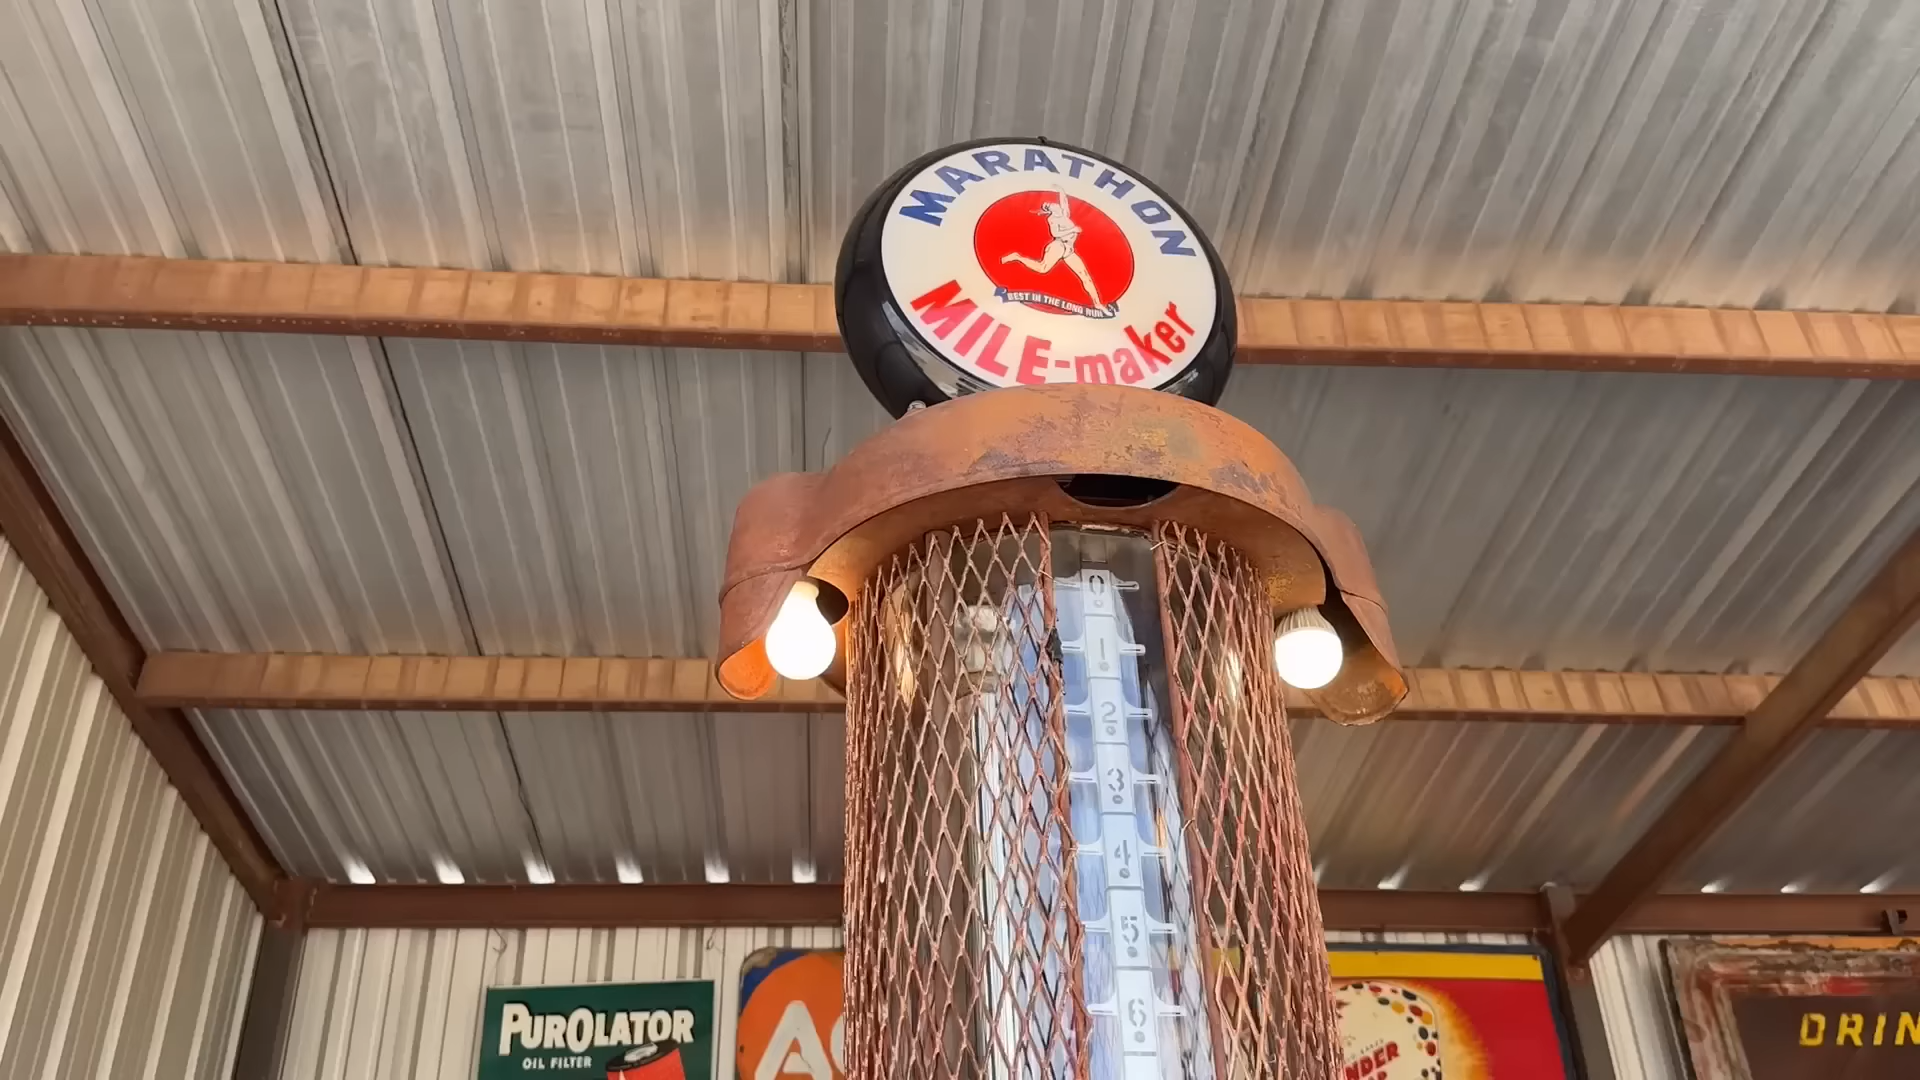 MARATHON
BEST IN THE LONG RUN
MILE-maker
0
1
2
3
4
5
6
PUROLATOR
OIL FILTER
DRIN